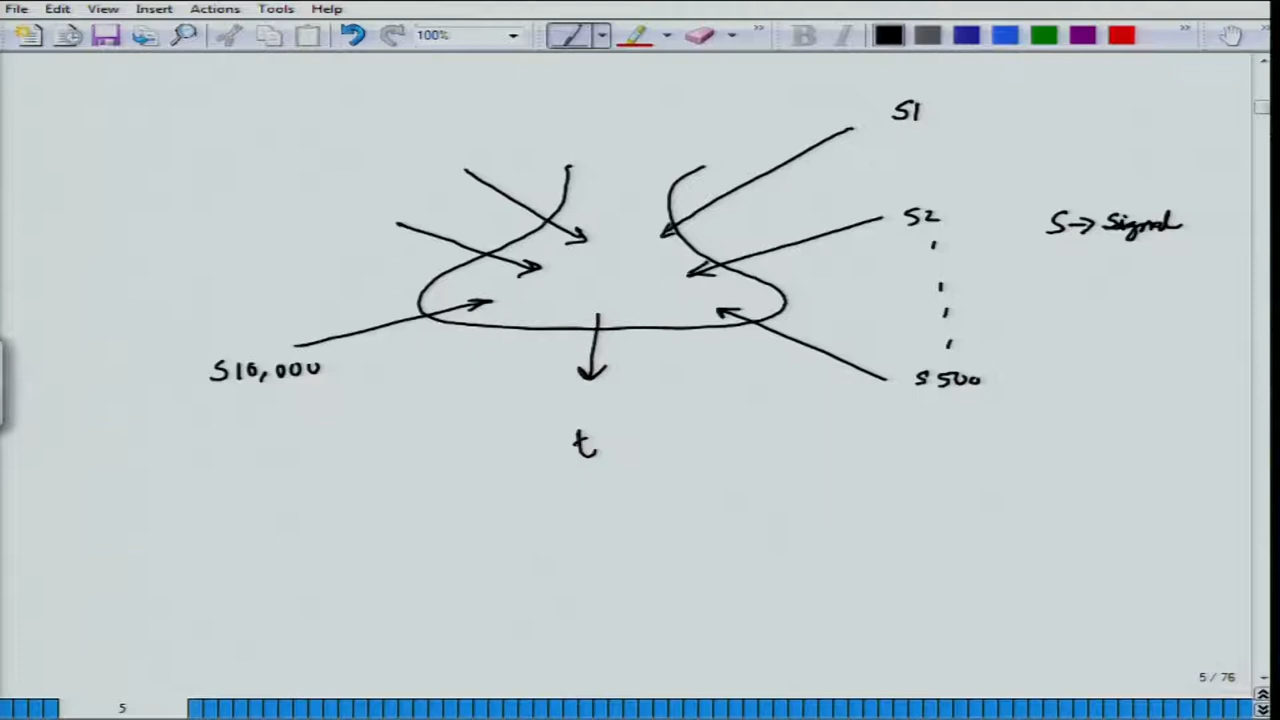 File Edit View Insert Actions Tools Help
100%
B I
S1
S2
S→ Signal
S10,000
S500
t
5 / 76
5